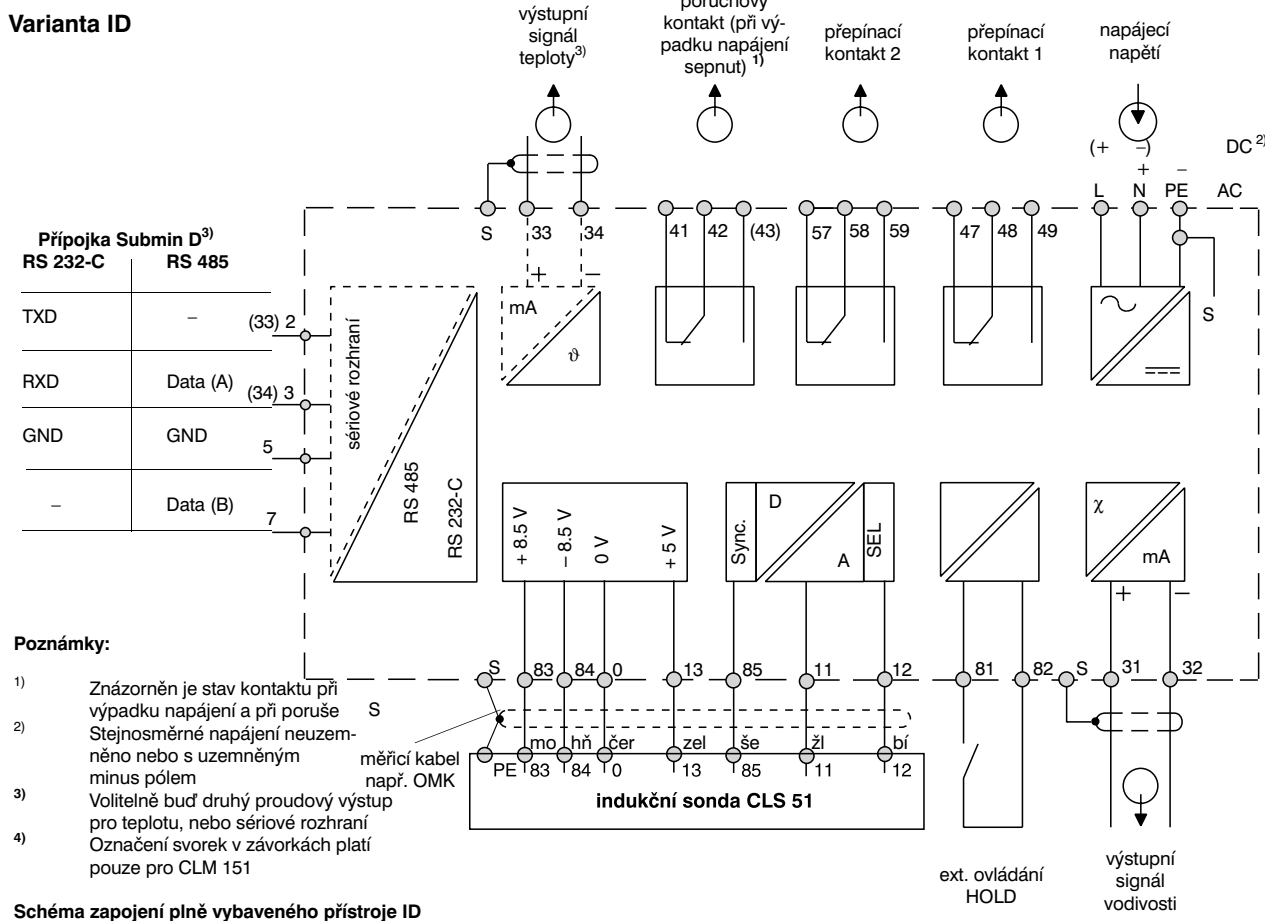 Varianta ID
výstupní
signál
teploty3)
poruchový
kontakt (při vý-
padku napájení
sepnut) 1)
přepínací
kontakt 2
přepínací
kontakt 1
napájecí
napětí
(+ –) DC 2)
+ –
L N PE AC
S 33 34 41 42 (43) 57 58 59 47 48 49
Přípojka Submin D3)
RS 232-C RS 485
TXD – (33) 2
RXD Data (A) (34) 3
GND GND 5
– Data (B) 7
sériové rozhraní
RS 485
RS 232-C
+ –
mA
ϑ
S
+ 8.5 V
– 8.5 V
0 V
+ 5 V
Sync.
D
A
SEL
χ
mA
+ –
S 83 84 0 13 85 11 12 81 82 S 31 32
S
měřicí kabel
např. OMK
mo hň čer zel še žl bí
PE 83 84 0 13 85 11 12
indukční sonda CLS 51
ext. ovládání
HOLD
výstupní
signál
vodivosti
Poznámky:
1) Znázorněn je stav kontaktu při
výpadku napájení a při poruše
2) Stejnosměrné napájení neuzem-
něno nebo s uzemněným
minus pólem
3) Volitelně buď druhý proudový výstup
pro teplotu, nebo sériové rozhraní
4) Označení svorek v závorkách platí
pouze pro CLM 151
Schéma zapojení plně vybaveného přístroje ID